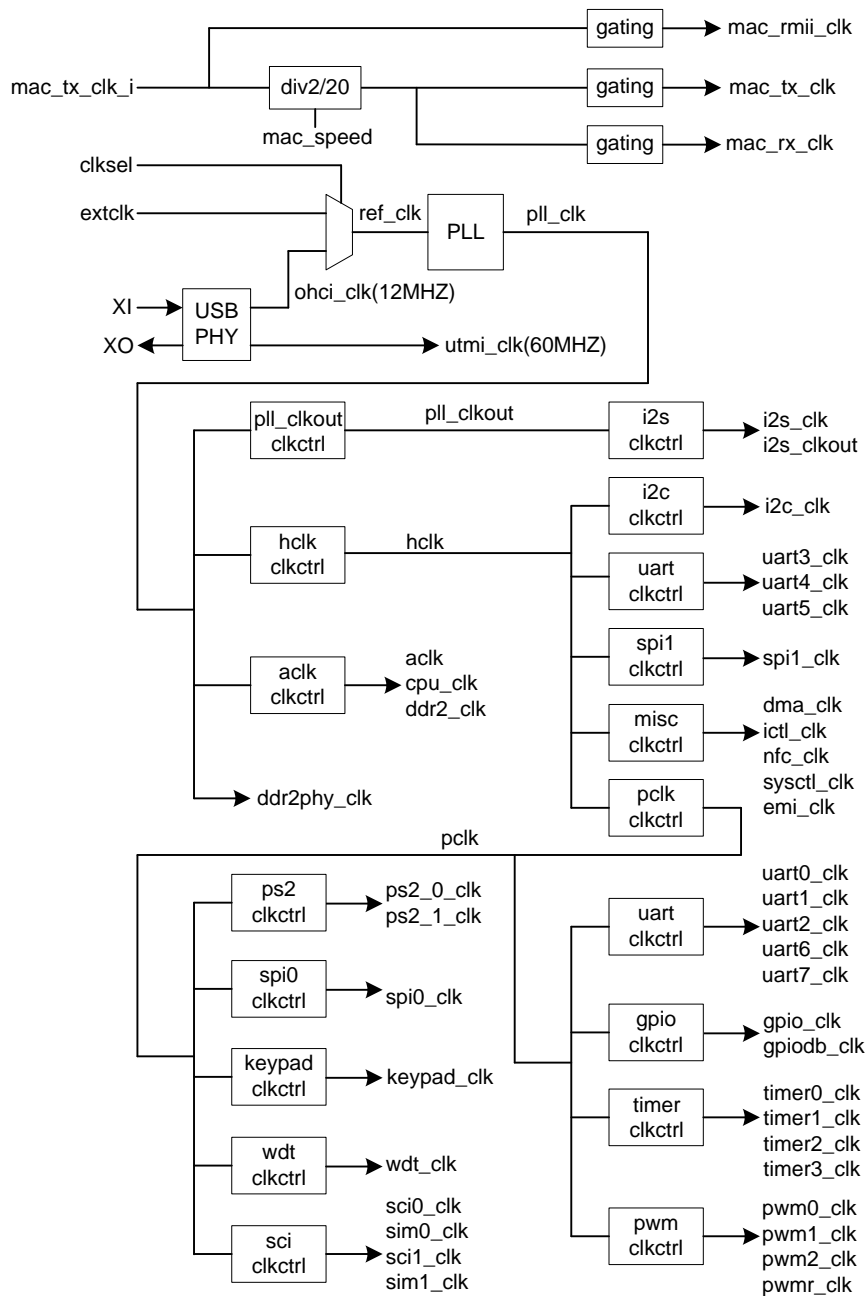 gating
mac_rmii_clk
mac_tx_clk_i
div2/20
gating
mac_tx_clk
mac_speed
gating
mac_rx_clk
clksel
extclk
ref_clk
PLL
pll_clk
ohci_clk(12MHZ)
XI
USB
PHY
XO
utmi_clk(60MHZ)
pll_clkout
clkctrl
pll_clkout
i2s
clkctrl
i2s_clk
i2s_clkout
i2c
clkctrl
i2c_clk
hclk
clkctrl
hclk
uart
clkctrl
uart3_clk
uart4_clk
uart5_clk
spi1
clkctrl
spi1_clk
aclk
clkctrl
aclk
cpu_clk
ddr2_clk
misc
clkctrl
dma_clk
ictl_clk
nfc_clk
sysctl_clk
emi_clk
ddr2phy_clk
pclk
clkctrl
pclk
ps2
clkctrl
ps2_0_clk
ps2_1_clk
uart
clkctrl
uart0_clk
uart1_clk
uart2_clk
uart6_clk
uart7_clk
spi0
clkctrl
spi0_clk
gpio
clkctrl
gpio_clk
gpiodb_clk
keypad
clkctrl
keypad_clk
timer
clkctrl
timer0_clk
timer1_clk
timer2_clk
timer3_clk
wdt
clkctrl
wdt_clk
sci
clkctrl
sci0_clk
sim0_clk
sci1_clk
sim1_clk
pwm
clkctrl
pwm0_clk
pwm1_clk
pwm2_clk
pwmr_clk